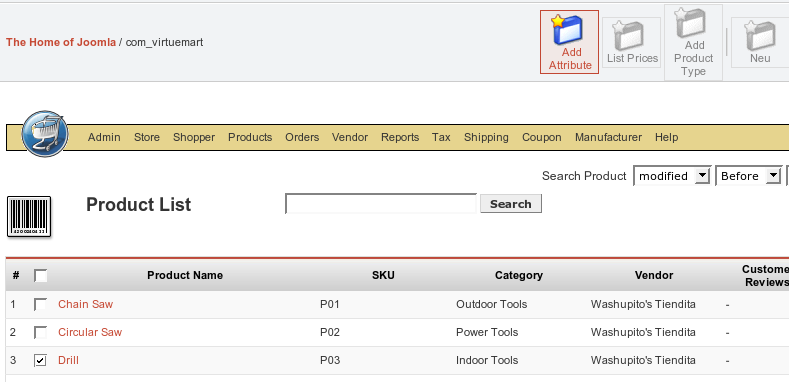 The Home of Joomla / com_virtuemart
Add
Attribute
List Prices
Add
Product
Type
Neu
Admin Store Shopper Products Orders Vendor Reports Tax Shipping Coupon Manufacturer Help
Search Product modified Before
Product List Search
# Product Name SKU Category Vendor Custome
Reviews
1 Chain Saw P01 Outdoor Tools Washupito's Tiendita -
2 Circular Saw P02 Power Tools Washupito's Tiendita -
3 Drill P03 Indoor Tools Washupito's Tiendita -